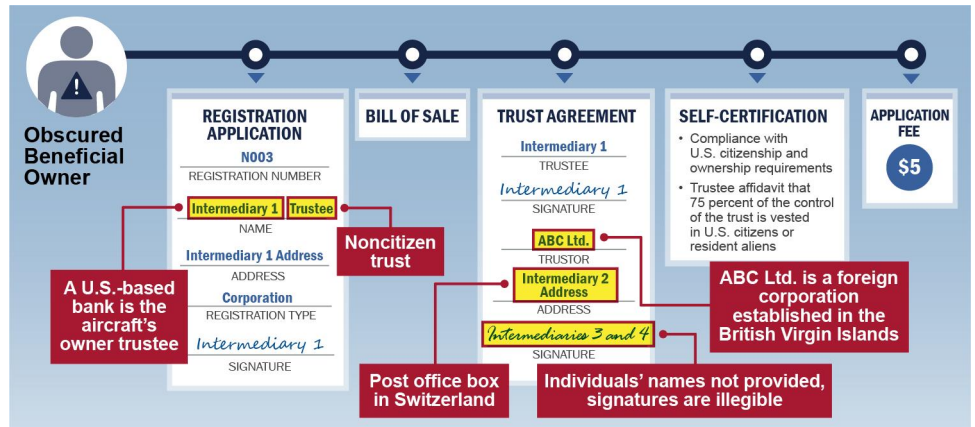 !
Obscured
Beneficial
Owner
REGISTRATION
APPLICATION
N003
REGISTRATION NUMBER
Intermediary 1 Trustee
NAME
Intermediary 1 Address
ADDRESS
Corporation
REGISTRATION TYPE
Intermediary 1
SIGNATURE
A U.S.-based
bank is the
aircraft's
owner trustee
Noncitizen
trust
BILL OF SALE
TRUST AGREEMENT
Intermediary 1
TRUSTEE
Intermediary 1
SIGNATURE
ABC Ltd.
TRUSTOR
Intermediary 2
Address
ADDRESS
Intermediaries 3 and 4
SIGNATURE
Post office box
in Switzerland
Individuals' names not provided,
signatures are illegible
SELF-CERTIFICATION
• Compliance with
U.S. citizenship and
ownership requirements
• Trustee affidavit that
75 percent of the control
of the trust is vested
in U.S. citizens or
resident aliens
ABC Ltd. is a foreign
corporation
established in the
British Virgin Islands
APPLICATION
FEE
$5